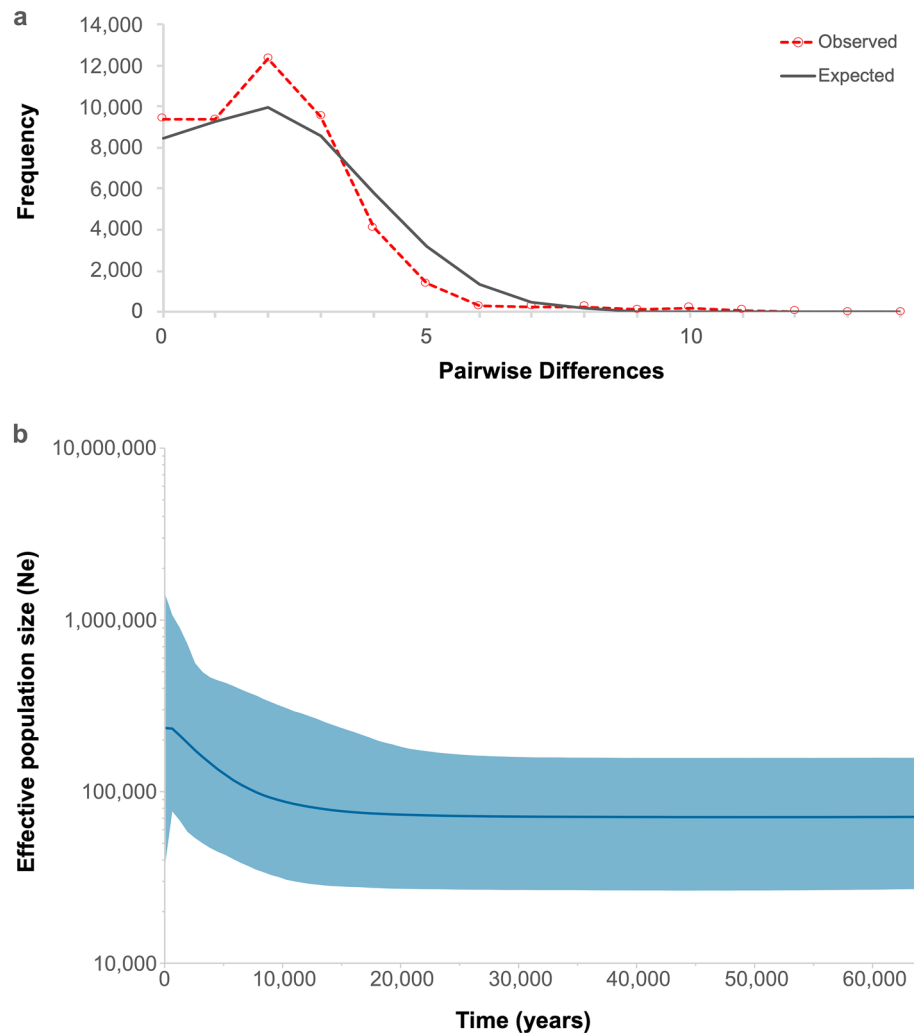 a
14,000
12,000
10,000
8,000
6,000
4,000
2,000
0
Frequency
Observed
Expected
0 5 10
Pairwise Differences
b
10,000,000
1,000,000
100,000
10,000
Effective population size (Ne)
0 10,000 20,000 30,000 40,000 50,000 60,000
Time (years)